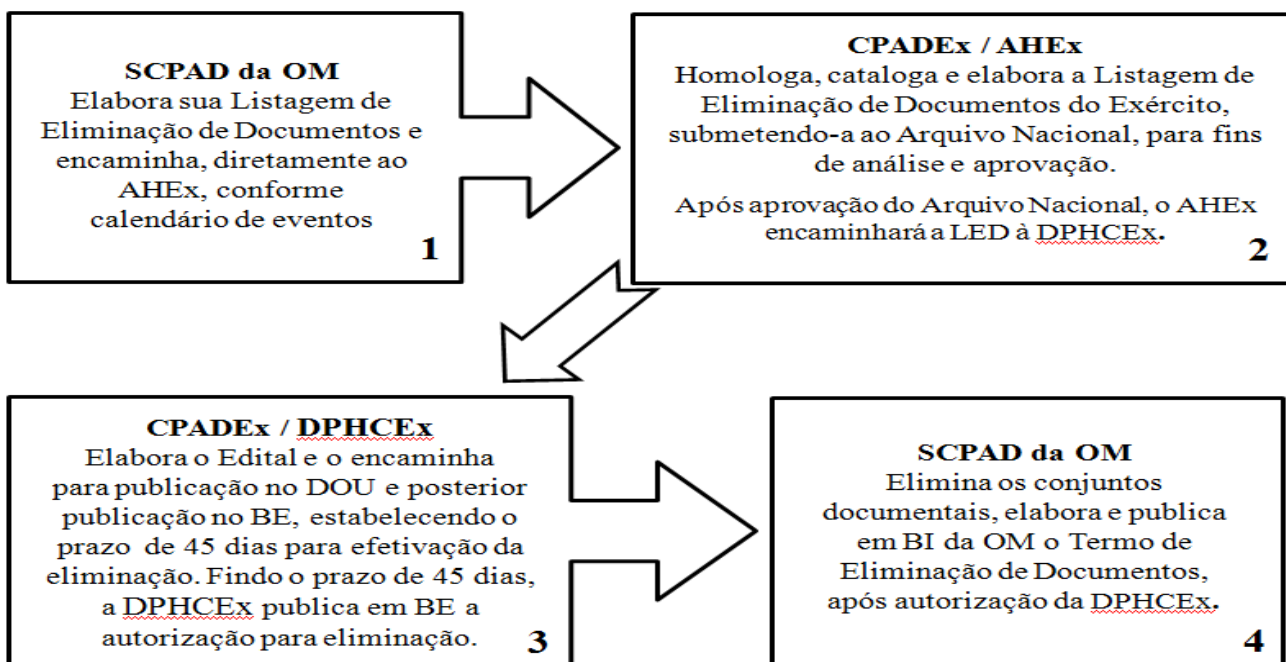 SCPAD da OM
Elabora sua Listagem de
Eliminação de Documentos e
encaminha, diretamente ao
AHEx, conforme
calendário de eventos
1
CPADEx / AHEx
Homologa, cataloga e elabora a Listagem de
Eliminação de Documentos do Exército,
submetendo-a ao Arquivo Nacional, para fins
de análise e aprovação.
Após aprovação do Arquivo Nacional, o AHEx
encaminhará a LED à DPHCEx.
2
CPADEx / DPHCEx
Elabora o Edital e o encaminha
para publicação no DOU e posterior
publicação no BE, estabelecendo o
prazo de 45 dias para efetivação da
eliminação. Findo o prazo de 45 dias,
a DPHCEx publica em BE a
autorização para eliminação.
3
SCPAD da OM
Elimina os conjuntos
documentais, elabora e publica
em BI da OM o Termo de
Eliminação de Documentos,
após autorização da DPHCEx.
4